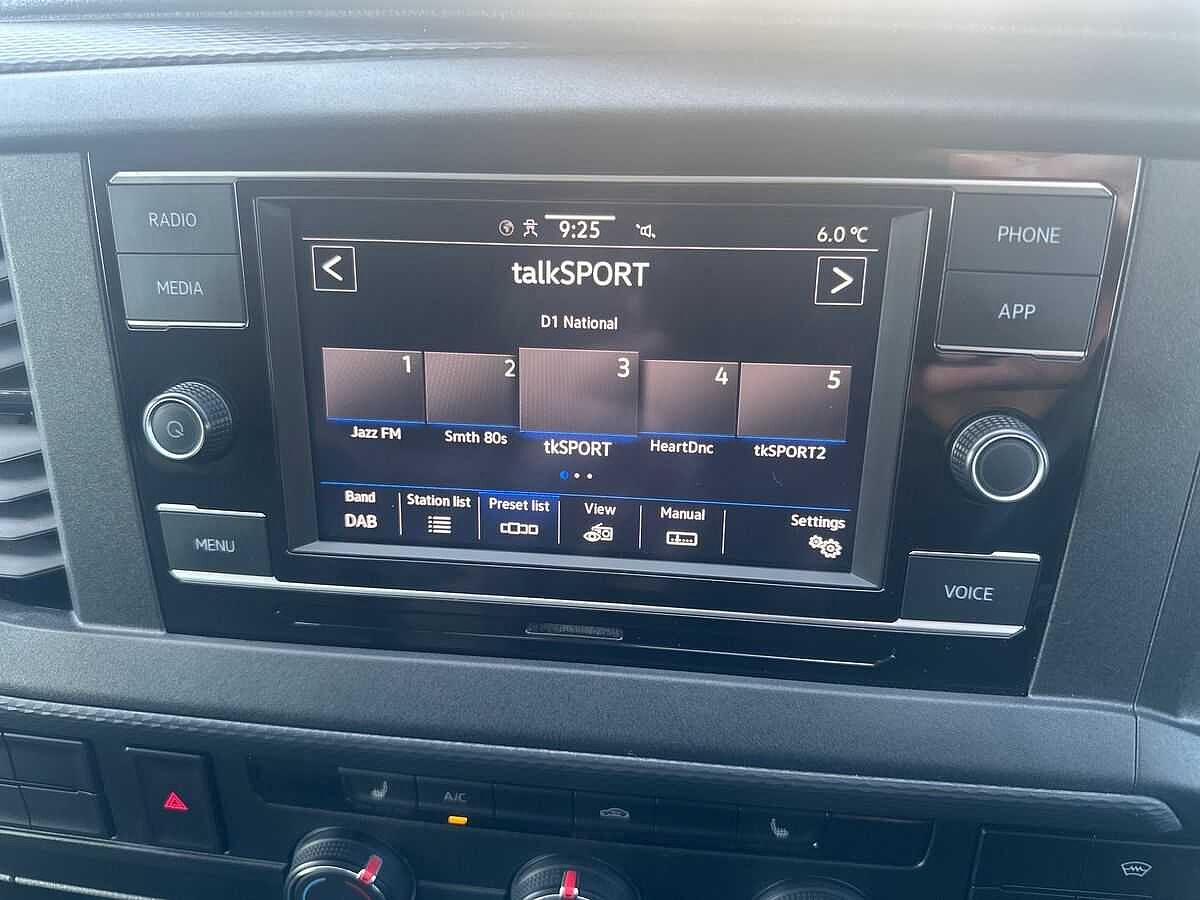 RADIO
MEDIA
MENU
PHONE
APP
VOICE
9:25
6.0 °C
<
talkSPORT
>
D1 National
1 2 3 4 5
Jazz FM Smth 80s tkSPORT HeartDnc tkSPORT2
Band Station list Preset list View Manual Settings
DAB
A/C